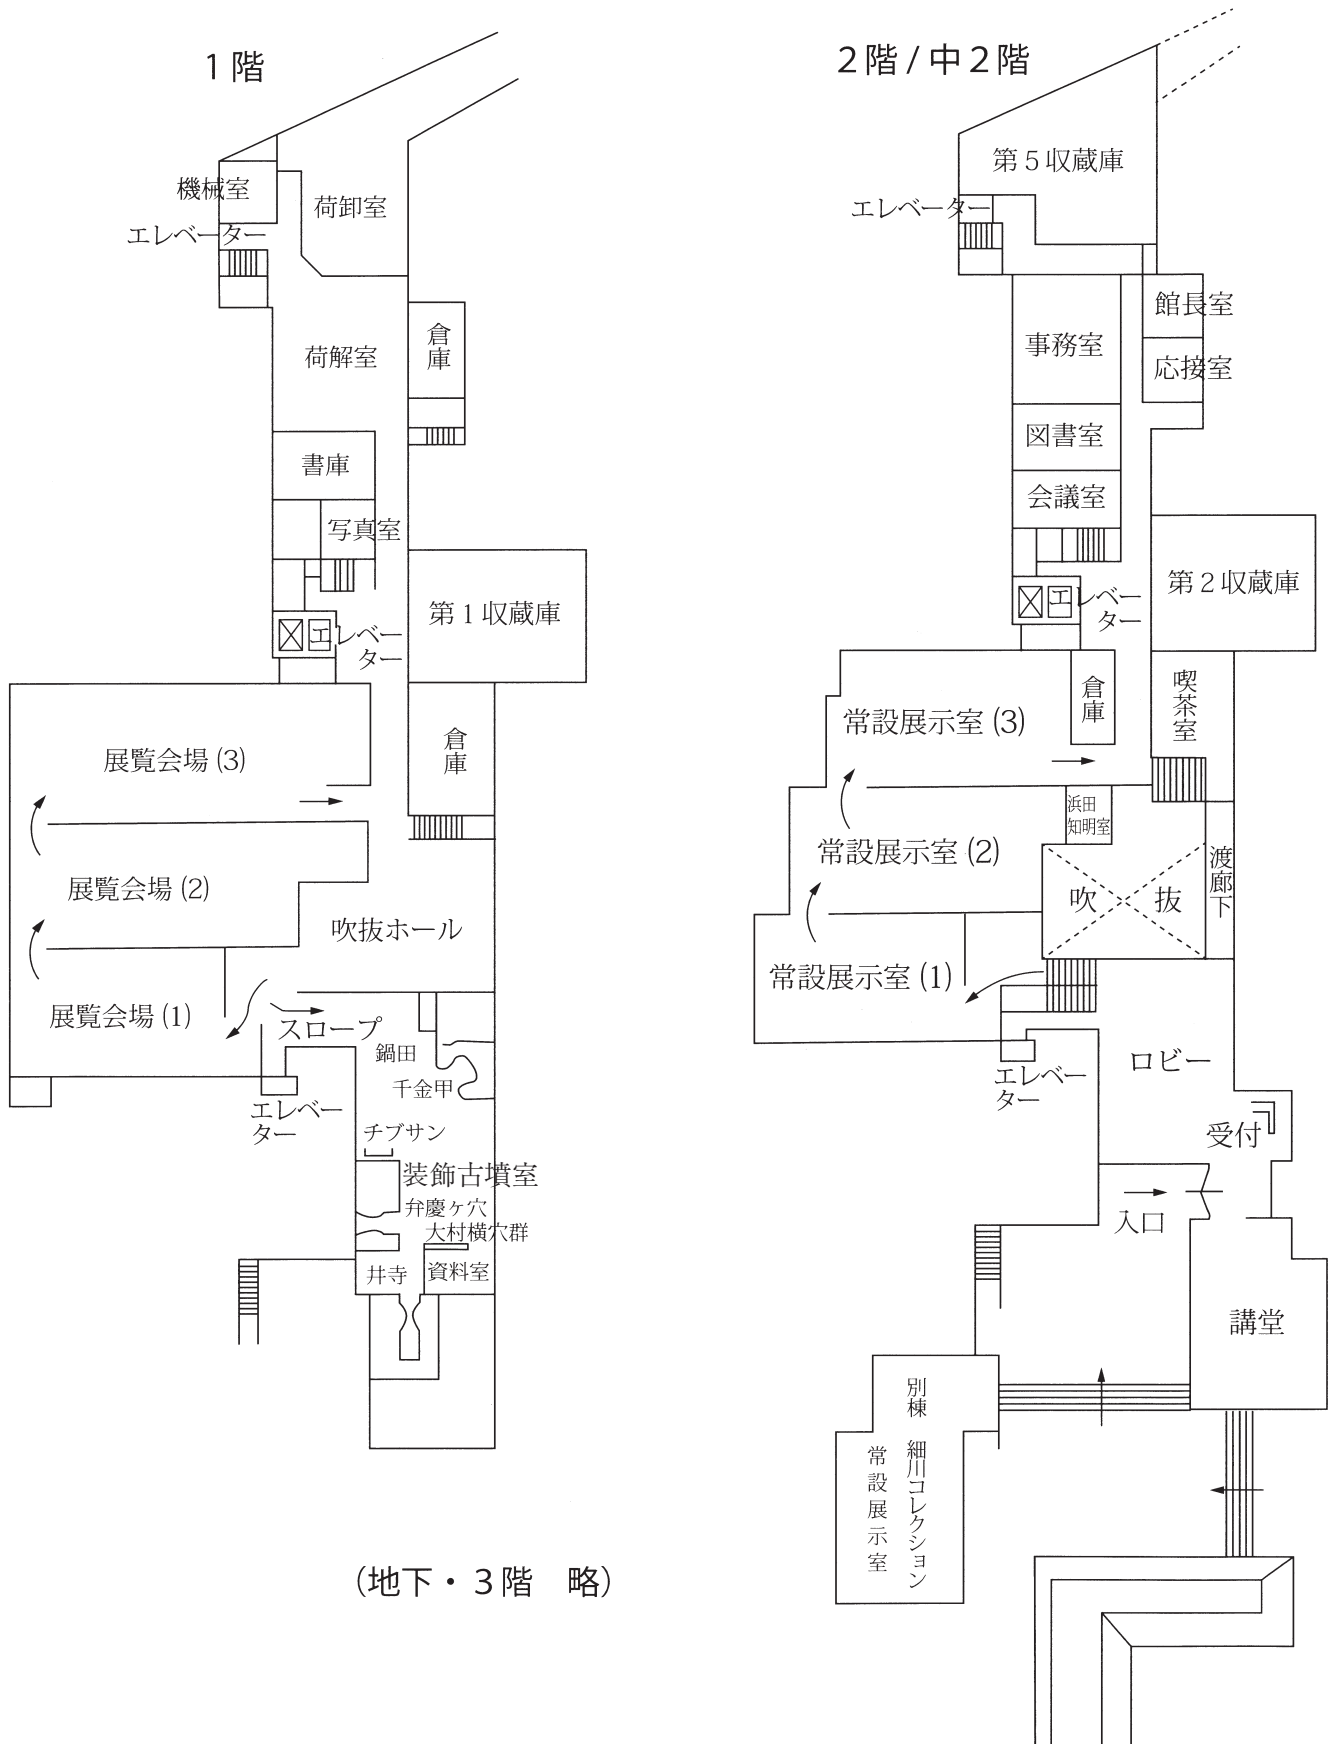 １階
機械室
荷卸室
エレベーター
荷解室
倉庫
書庫
写真室
第１収蔵庫
エレベー
ター
倉庫
展覧会場(3)
展覧会場(2)
吹抜ホール
展覧会場(1)
スロープ
鍋田
千金甲
エレベー
ター
チブサン
装飾古墳室
弁慶ヶ穴
大村横穴群
井寺
資料室
（地下・３階　略）
２階/中２階
第５収蔵庫
エレベーター
館長室
事務室
応接室
図書室
会議室
第２収蔵庫
エレベー
ター
倉庫
喫茶室
常設展示室(3)
浜田
知明室
常設展示室(2)
渡廊下
吹　抜
常設展示室(1)
ロビー
エレベー
ター
受付
入口
講堂
別棟　細川コレクション
常設展示室